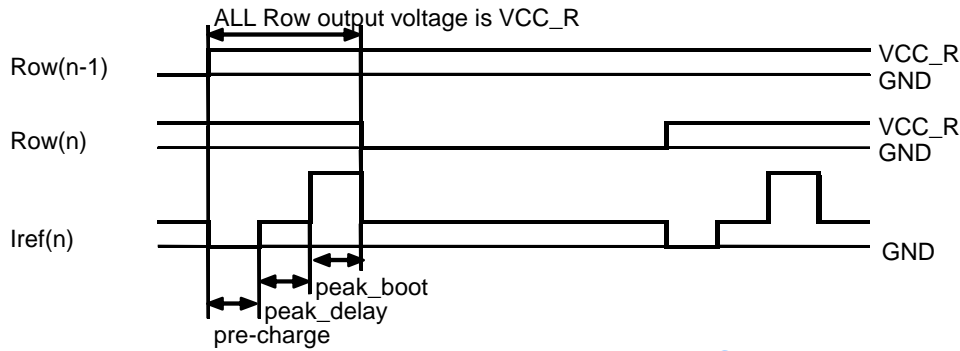 ALL Row output voltage is VCC_R
Row(n-1)
VCC_R
GND
Row(n)
VCC_R
GND
Iref(n)
GND
peak_boot
peak_delay
pre-charge